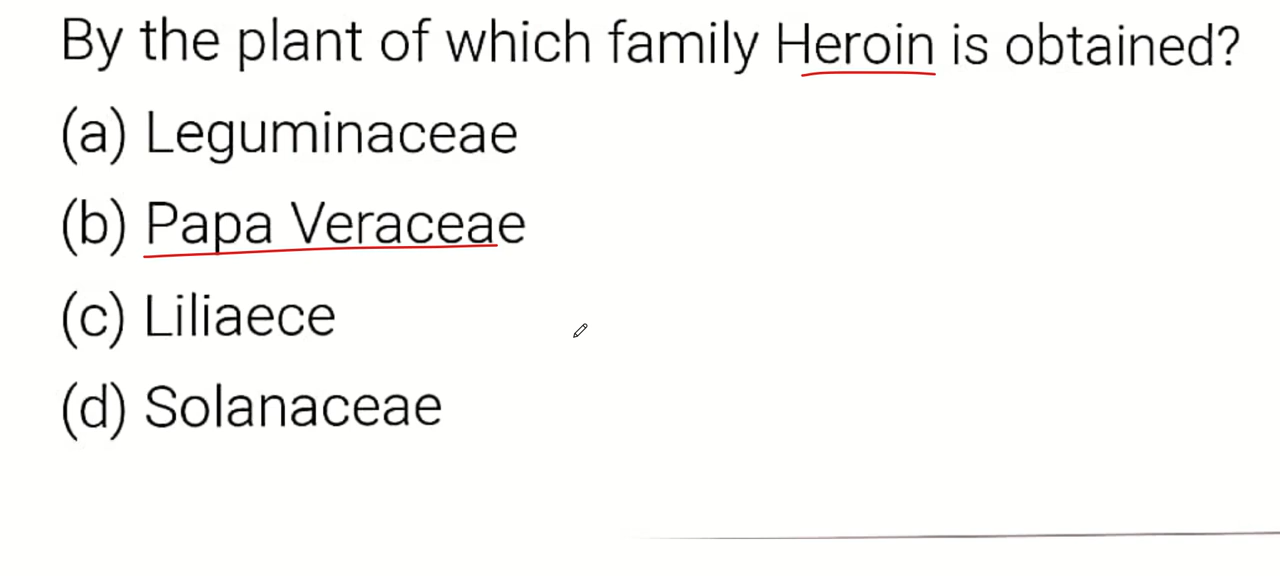 By the plant of which family Heroin is obtained?
(a) Leguminaceae
(b) Papa Veraceae
(c) Liliaece
(d) Solanaceae